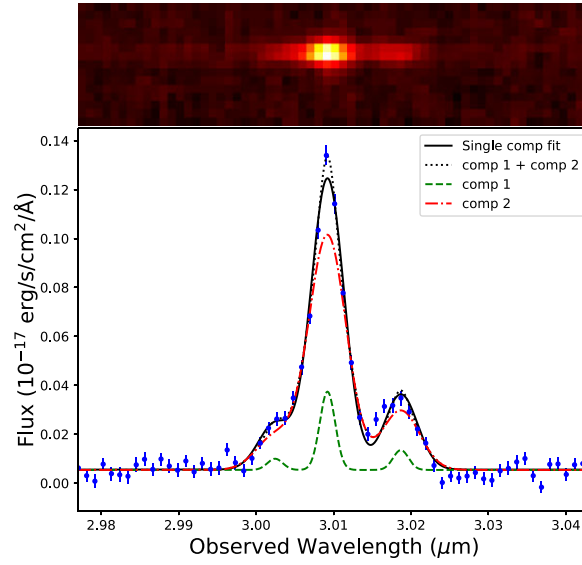 0.14
0.12
0.10
0.08
0.06
0.04
0.02
0.00
Flux (10⁻¹⁷ erg/s/cm²/Å)
Single comp fit
comp 1 + comp 2
comp 1
comp 2
2.98 2.99 3.00 3.01 3.02 3.03 3.04
Observed Wavelength (μm)